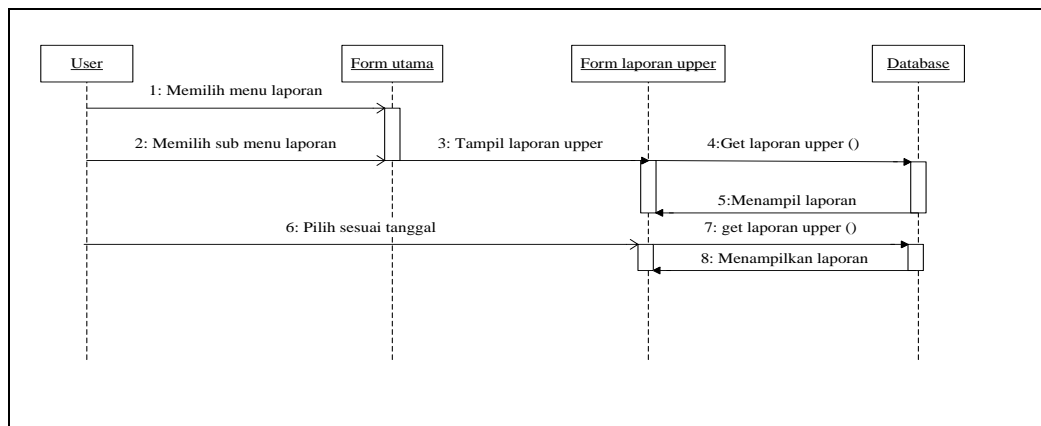 User
Form utama
Form laporan upper
Database
1: Memilih menu laporan
2: Memilih sub menu laporan
3: Tampil laporan upper
4:Get laporan upper ()
5:Menampil laporan
6: Pilih sesuai tanggal
7: get laporan upper ()
8: Menampilkan laporan